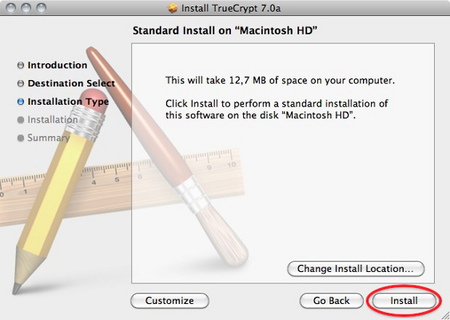 Install TrueCrypt 7.0a
Standard Install on “Macintosh HD”
Introduction
Destination Select
Installation Type
Installation
Summary
This will take 12,7 MB of space on your computer.
Click Install to perform a standard installation of
this software on the disk “Macintosh HD”.
Change Install Location...
Customize
Go Back
Install